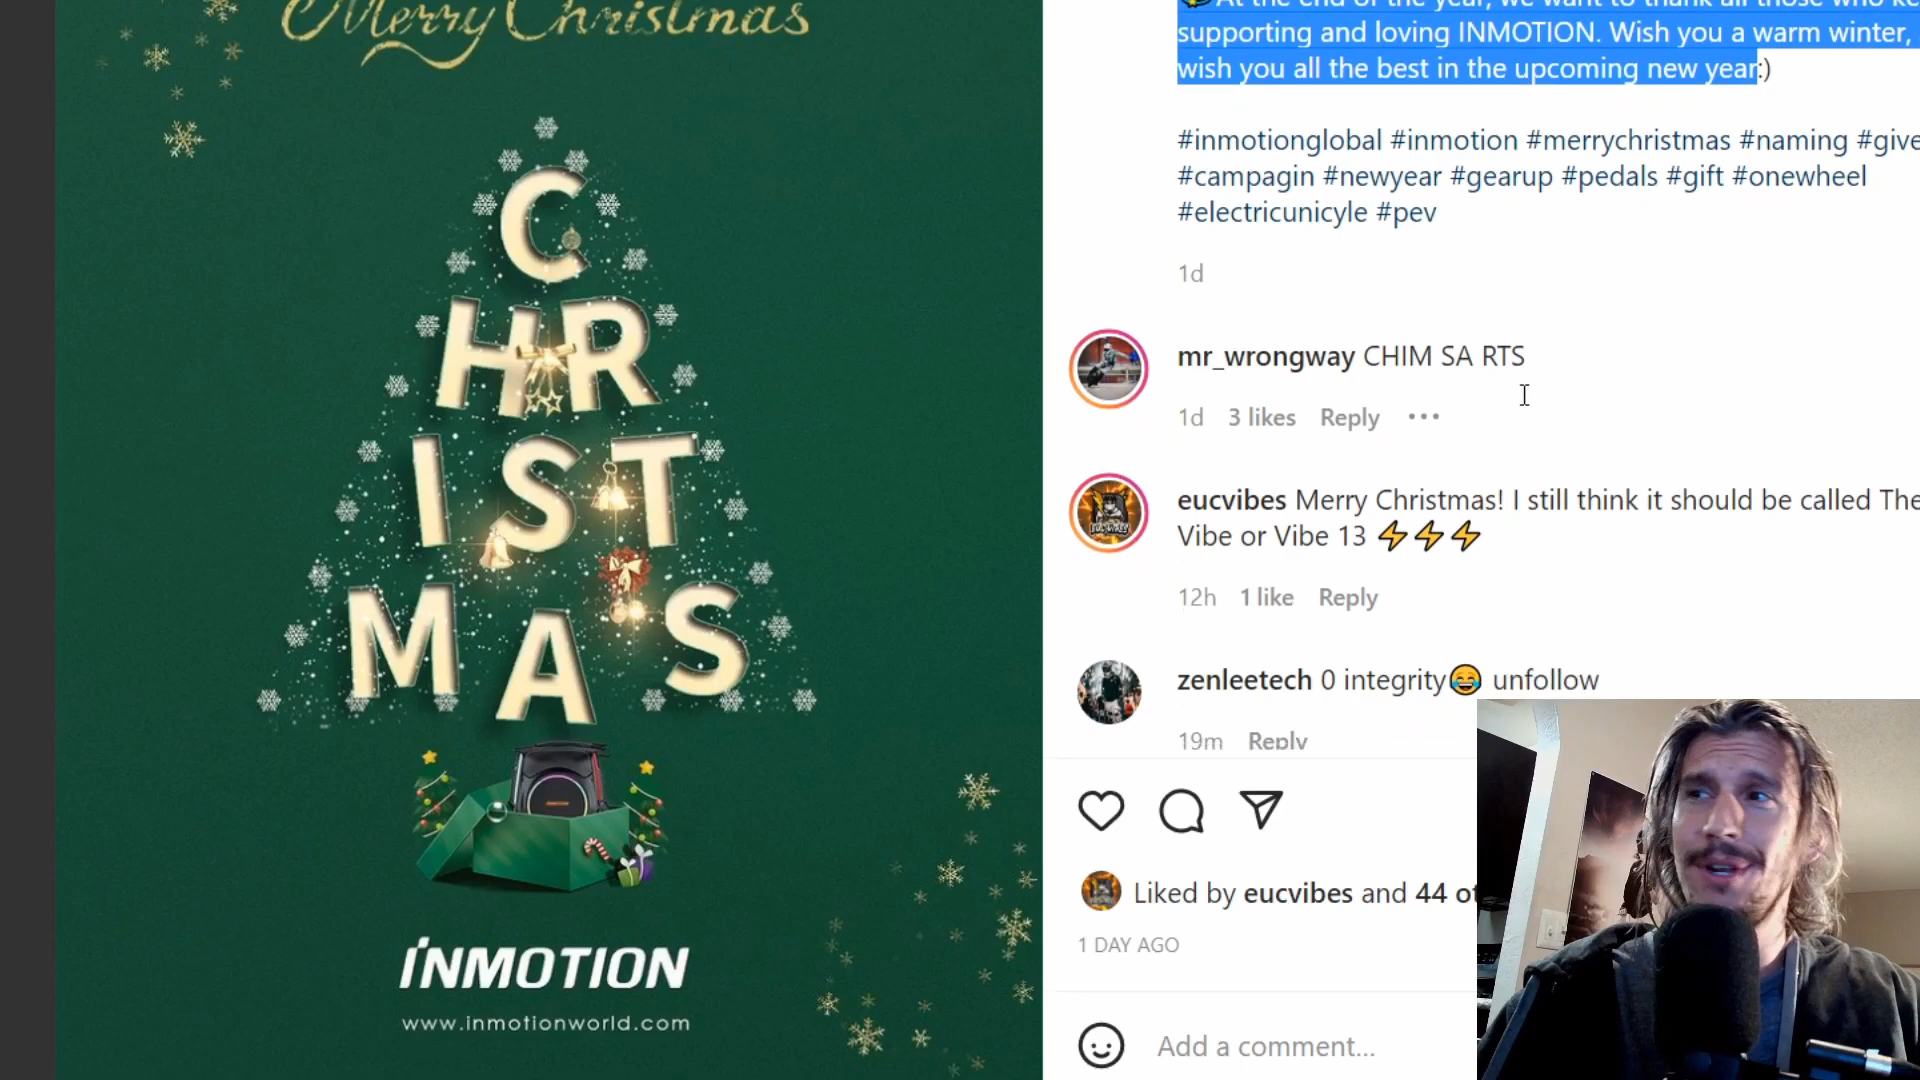 Merry Christmas
C
HR
IST
MAS
INMOTION
www.inmotionworld.com
At the end of the year, we want to thank all those who
supporting and loving INMOTION. Wish you a warm winter,
wish you all the best in the upcoming new year:)
#inmotionglobal #inmotion #merrychristmas #naming #give
#campagin #newyear #gearup #pedals #gift #onewheel
#electricunicyle #pev
1d
mr_wrongway CHIM SA RTS
1d 3 likes Reply
eucvibes Merry Christmas! I still think it should be called The
Vibe or Vibe 13 ⚡⚡⚡
12h 1 like Reply
zenleetech 0 integrity😂 unfollow
19m Reply
Liked by eucvibes and 44
1 DAY AGO
Add a comment...